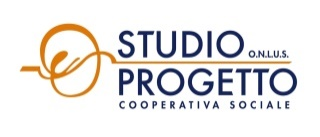 STUDIO O.N.L.U.S.
PROGETTO
COOPERATIVA SOCIALE